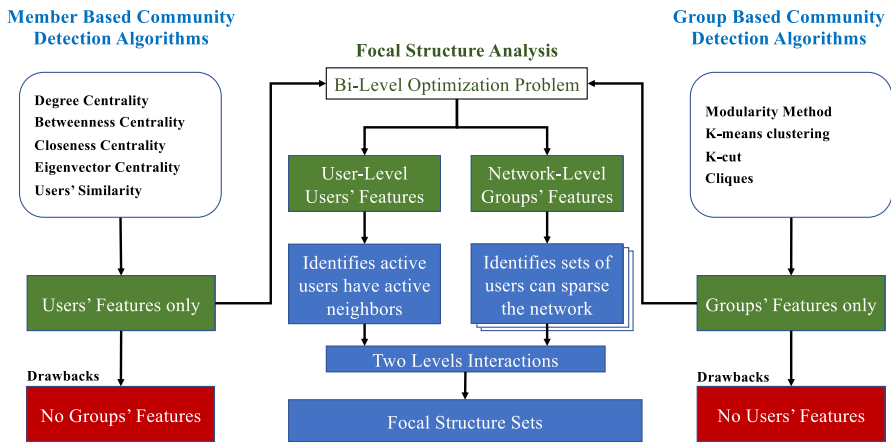 Member Based Community
Detection Algorithms
Degree Centrality
Betweenness Centrality
Closeness Centrality
Eigenvector Centrality
Users' Similarity
Users' Features only
Drawbacks
No Groups' Features
Focal Structure Analysis
Bi-Level Optimization Problem
User-Level
Users' Features
Network-Level
Groups' Features
Identifies active
users have active
neighbors
Identifies sets of
users can sparse
the network
Two Levels Interactions
Focal Structure Sets
Group Based Community
Detection Algorithms
Modularity Method
K-means clustering
K-cut
Cliques
Groups' Features only
Drawbacks
No Users' Features